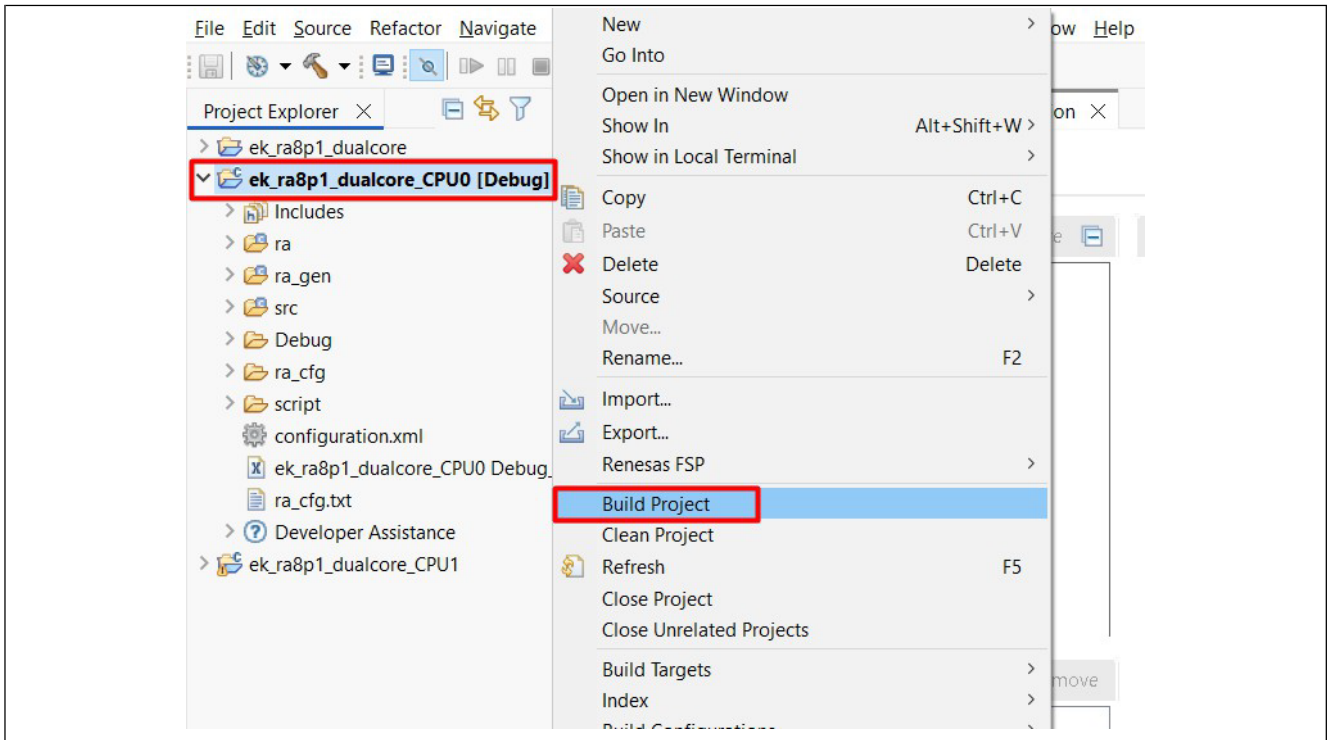 File Edit Source Refactor Navigate
ow Help
Project Explorer
on
ek_ra8p1_dualcore
ek_ra8p1_dualcore_CPU0 [Debug]
Includes
ra
ra_gen
src
Debug
ra_cfg
script
configuration.xml
ek_ra8p1_dualcore_CPU0 Debug_
ra_cfg.txt
Developer Assistance
ek_ra8p1_dualcore_CPU1
New
Go Into
Open in New Window
Show In Alt+Shift+W
Show in Local Terminal
Copy Ctrl+C
Paste Ctrl+V
Delete Delete
Source
Move...
Rename... F2
Import...
Export...
Renesas FSP
Build Project
Clean Project
Refresh F5
Close Project
Close Unrelated Projects
Build Targets
Index
Build Configurations
e
move